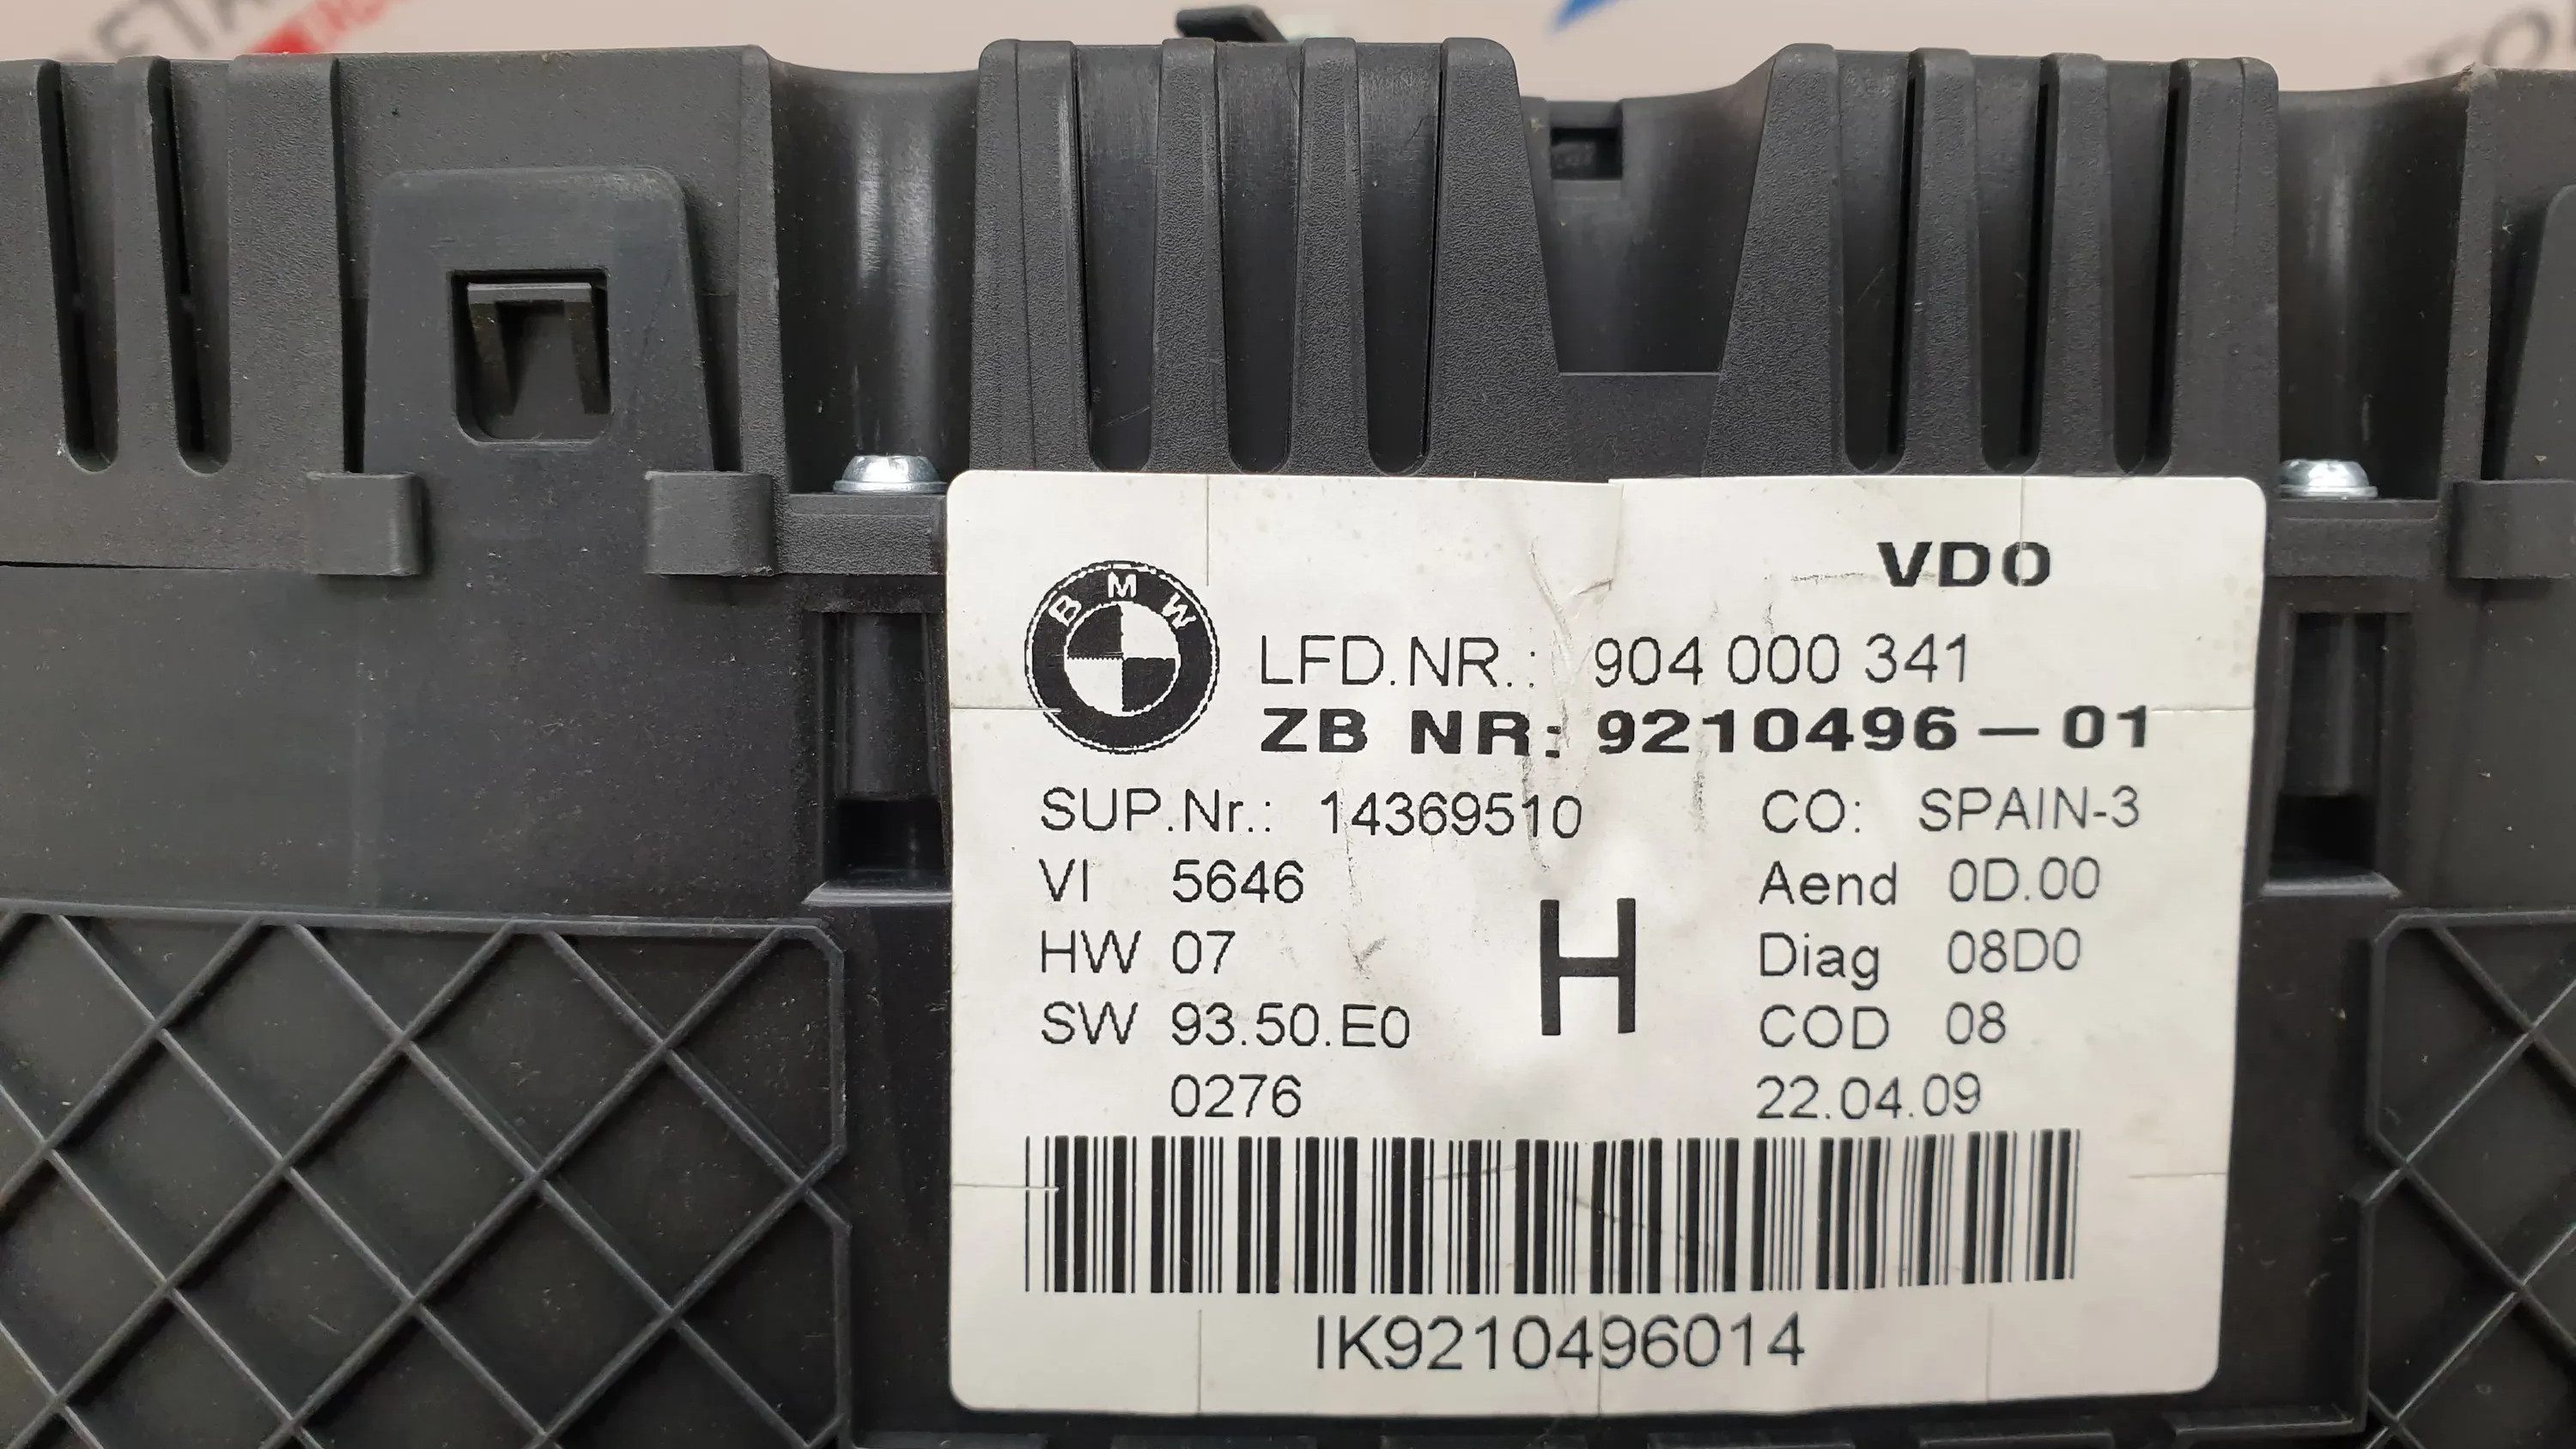 VDO
BMW
LFD.NR.: 904 000 341
ZB NR: 9210496-01
SUP.Nr.: 14369510 CO: SPAIN-3
VI 5646 Aend 0D.00
HW 07 H Diag 08D0
SW 93.50.E0 COD 08
0276 22.04.09
IK9210496014